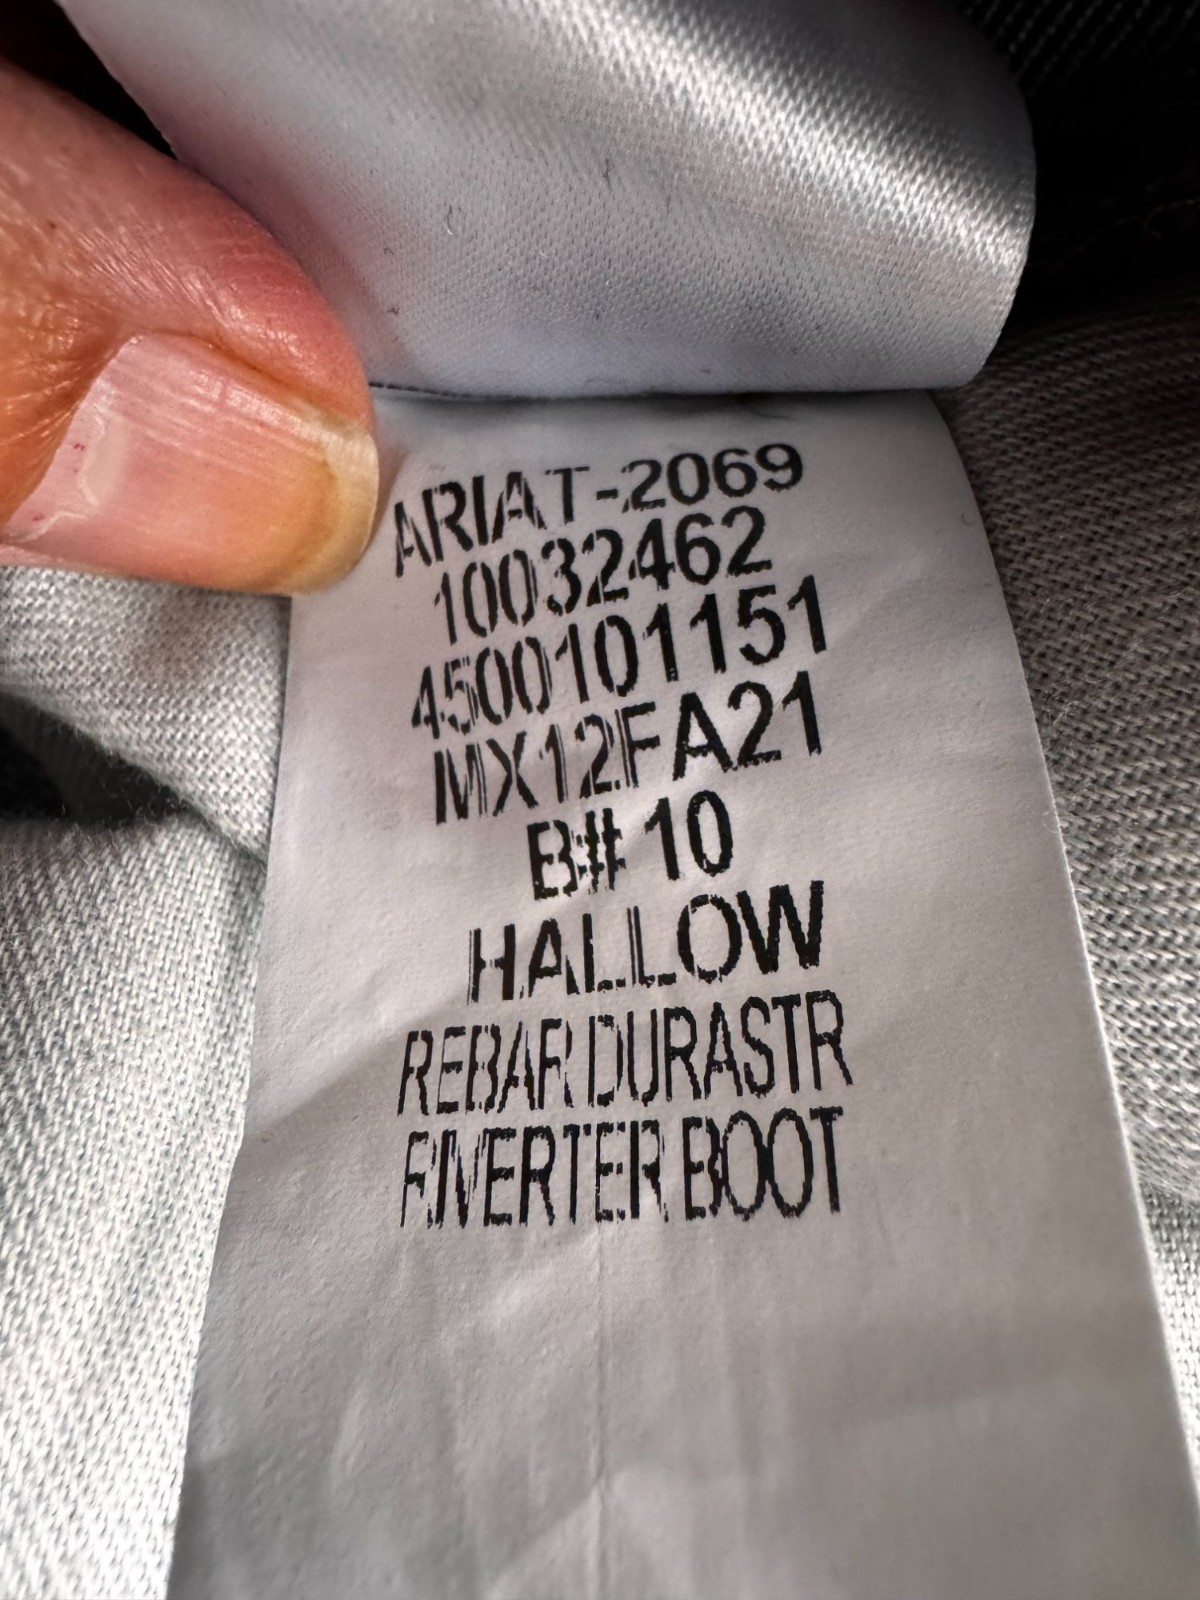 ARIAT-2069
10032462
4500101151
MX12FA21
B# 10
HALLOW
REBAR DURASTR
RIVERTER BOOT